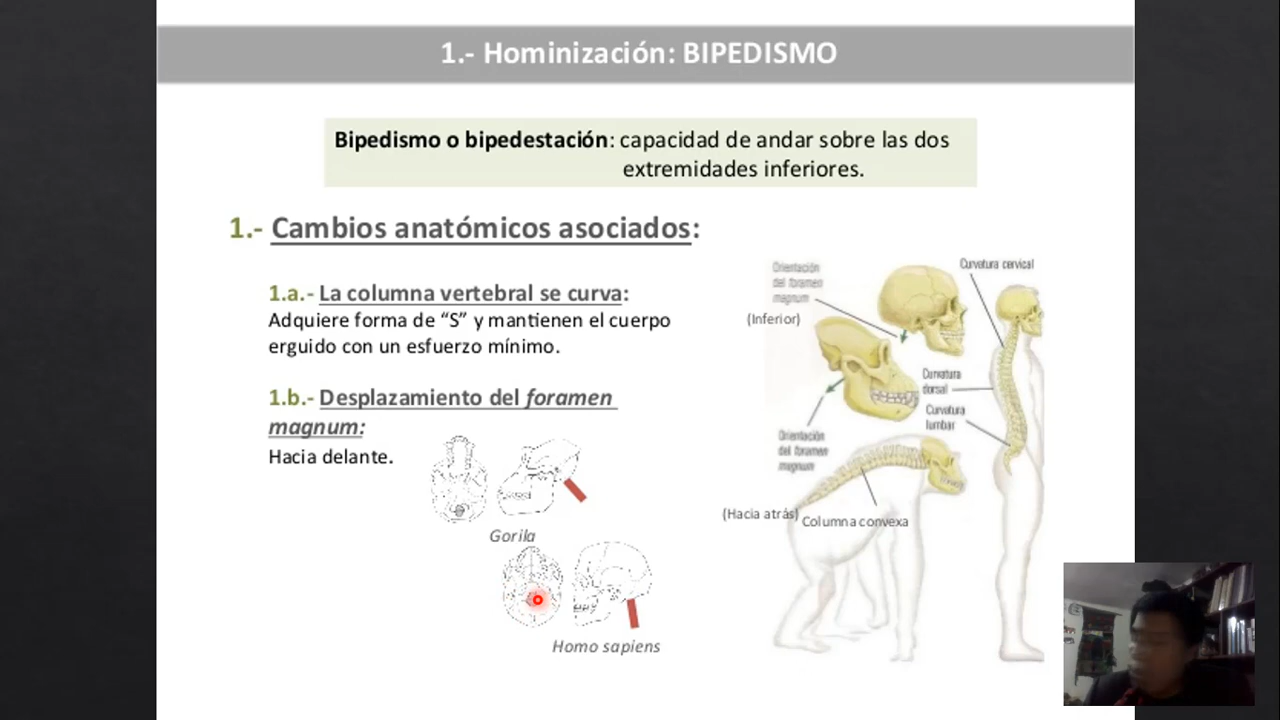 1.- Hominización: BIPEDISMO
Bipedismo o bipedestación: capacidad de andar sobre las dos
extremidades inferiores.
1.- Cambios anatómicos asociados:
1.a.- La columna vertebral se curva:
Adquiere forma de “S” y mantienen el cuerpo
erguido con un esfuerzo mínimo.
1.b.- Desplazamiento del foramen
magnum:
Hacia delante.
Gorila
Homo sapiens
Orientación
del foramen
magnum
(Inferior)
Curvatura cervical
Curvatura
dorsal
Curvatura
lumbar
Orientación
del foramen
magnum
(Hacia atrás)
Columna convexa